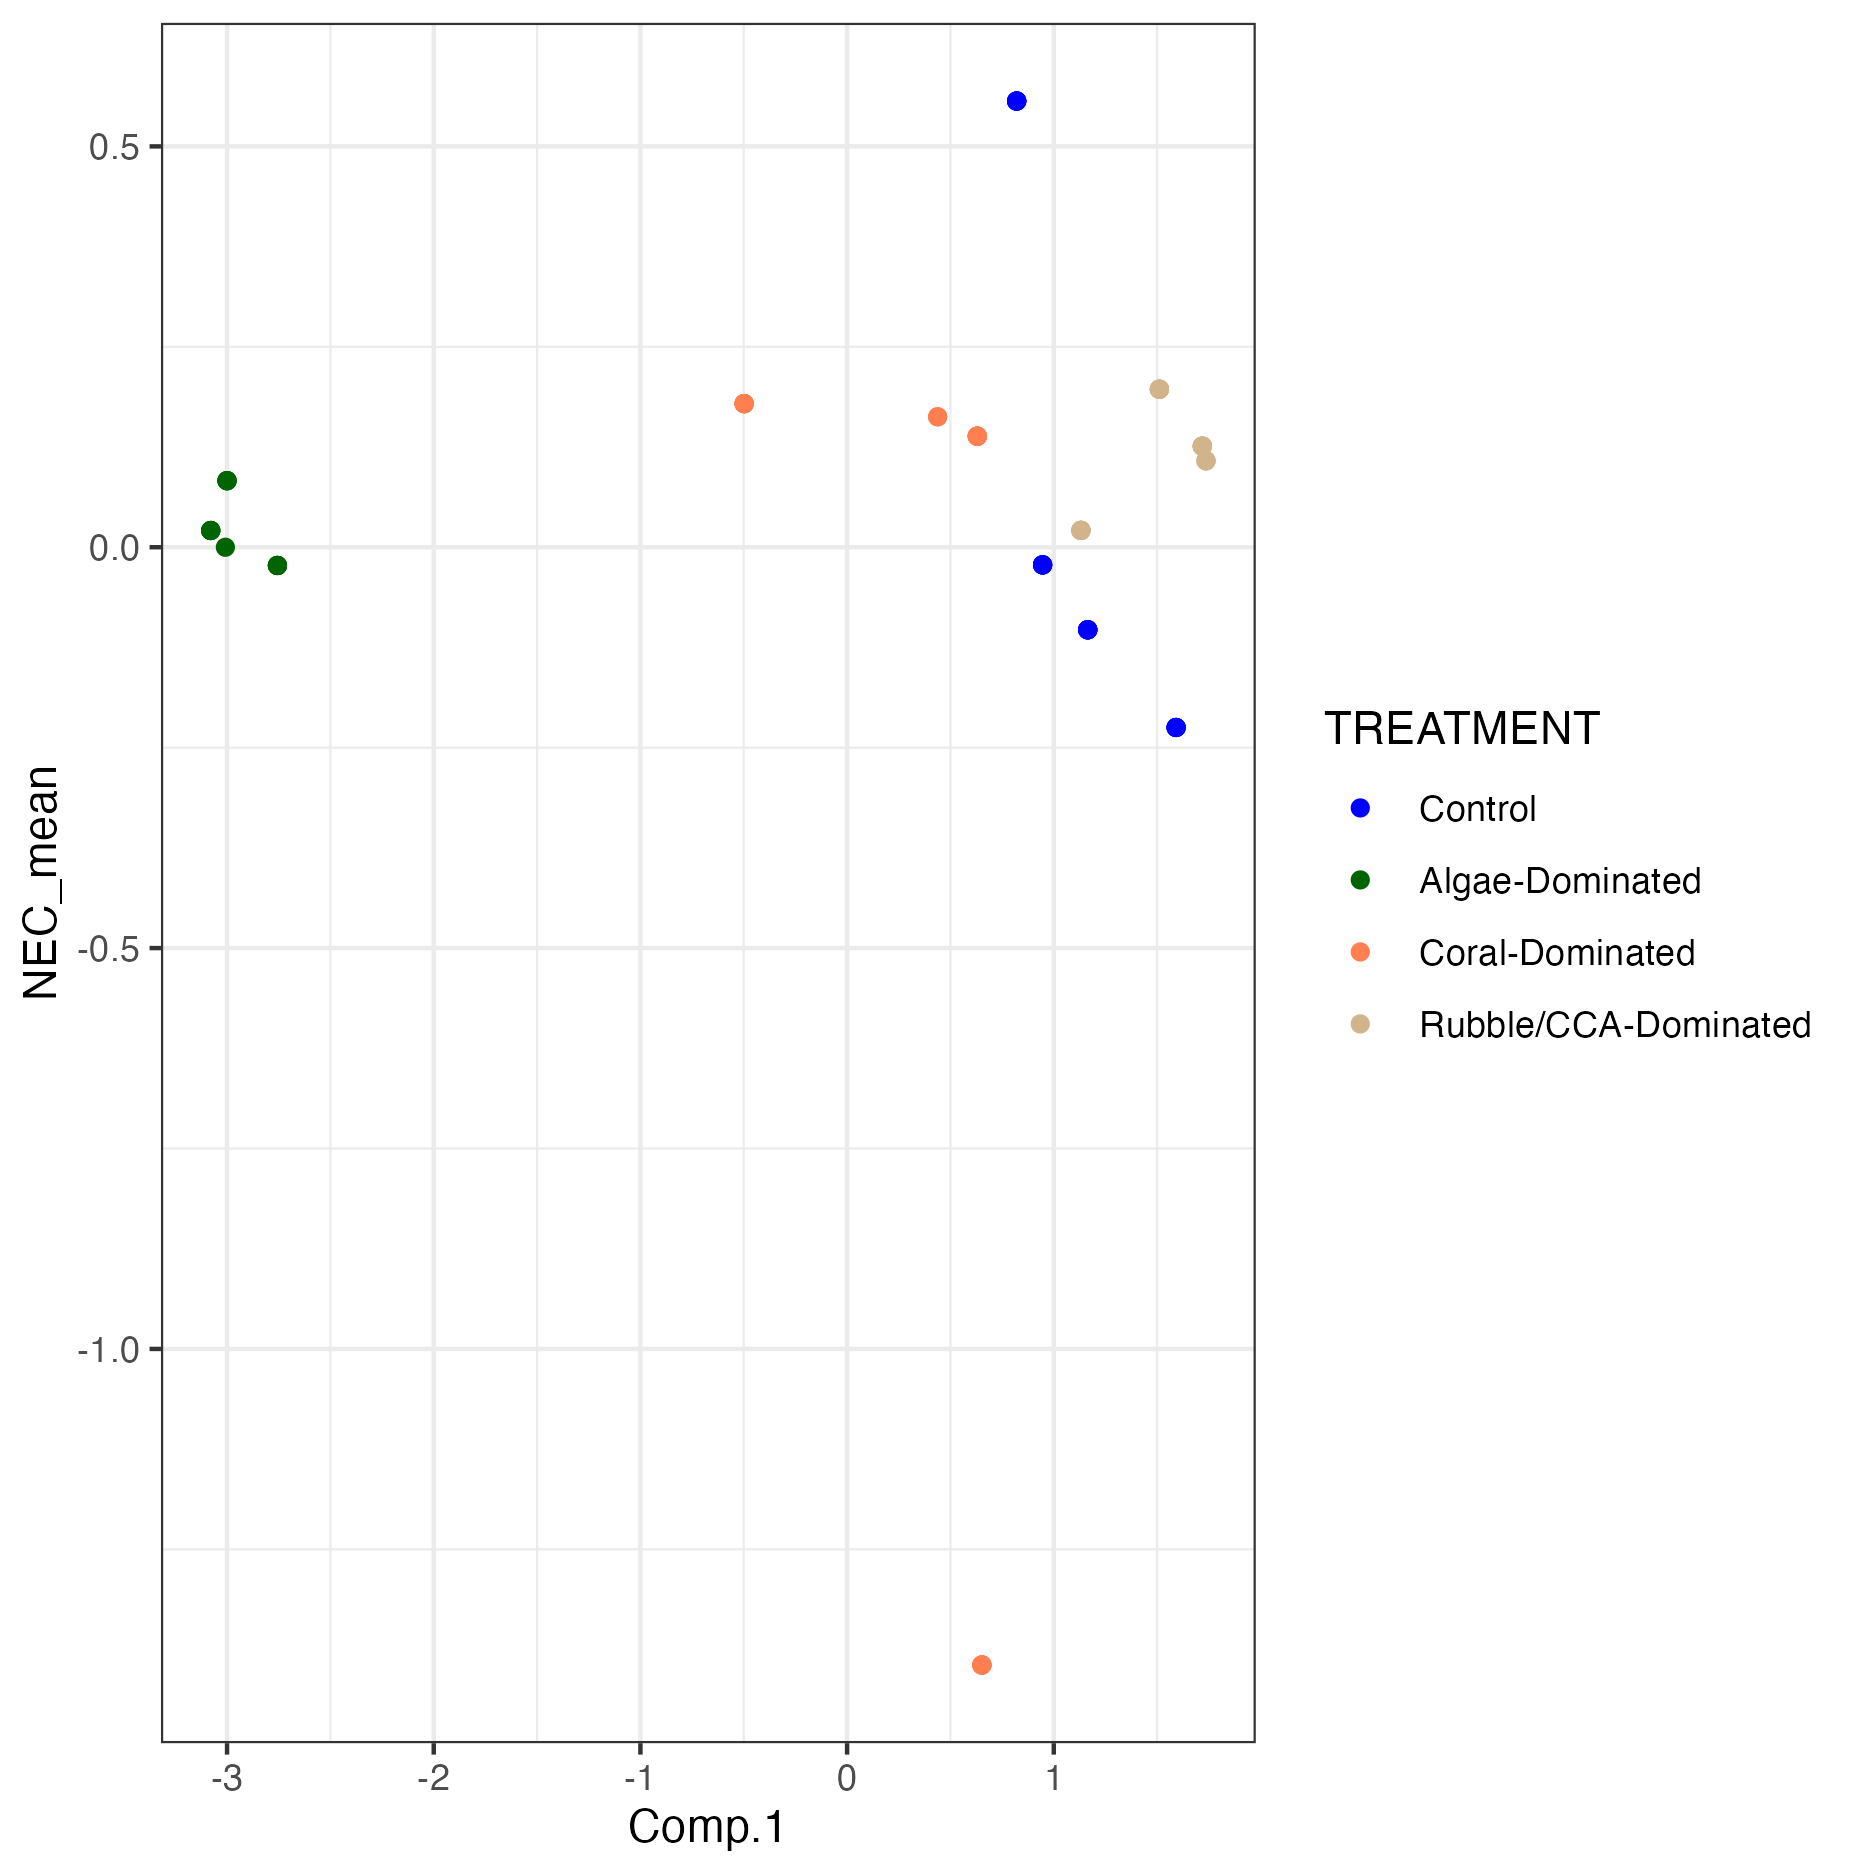 NEC_mean
0.5
0.0
-0.5
-1.0
-3 -2 -1 0 1
Comp.1
TREATMENT
Control
Algae-Dominated
Coral-Dominated
Rubble/CCA-Dominated